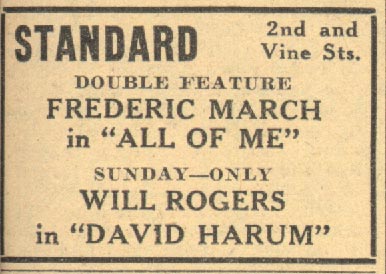 STANDARD
2nd and
Vine Sts.
DOUBLE FEATURE
FREDERIC MARCH
in "ALL OF ME"
SUNDAY—ONLY
WILL ROGERS
in "DAVID HARUM"